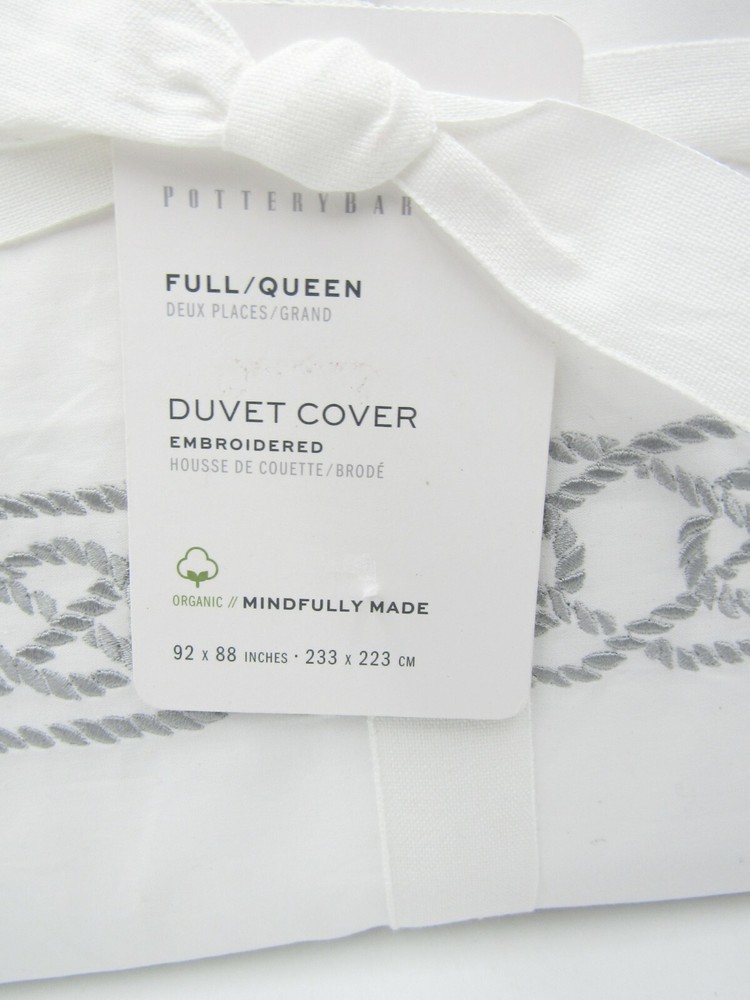 POTTERYBAR
FULL/QUEEN
DEUX PLACES/GRAND
DUVET COVER
EMBROIDERED
HOUSSE DE COUETTE/BRODÉ
ORGANIC // MINDFULLY MADE
92 x 88 INCHES · 233 x 223 CM